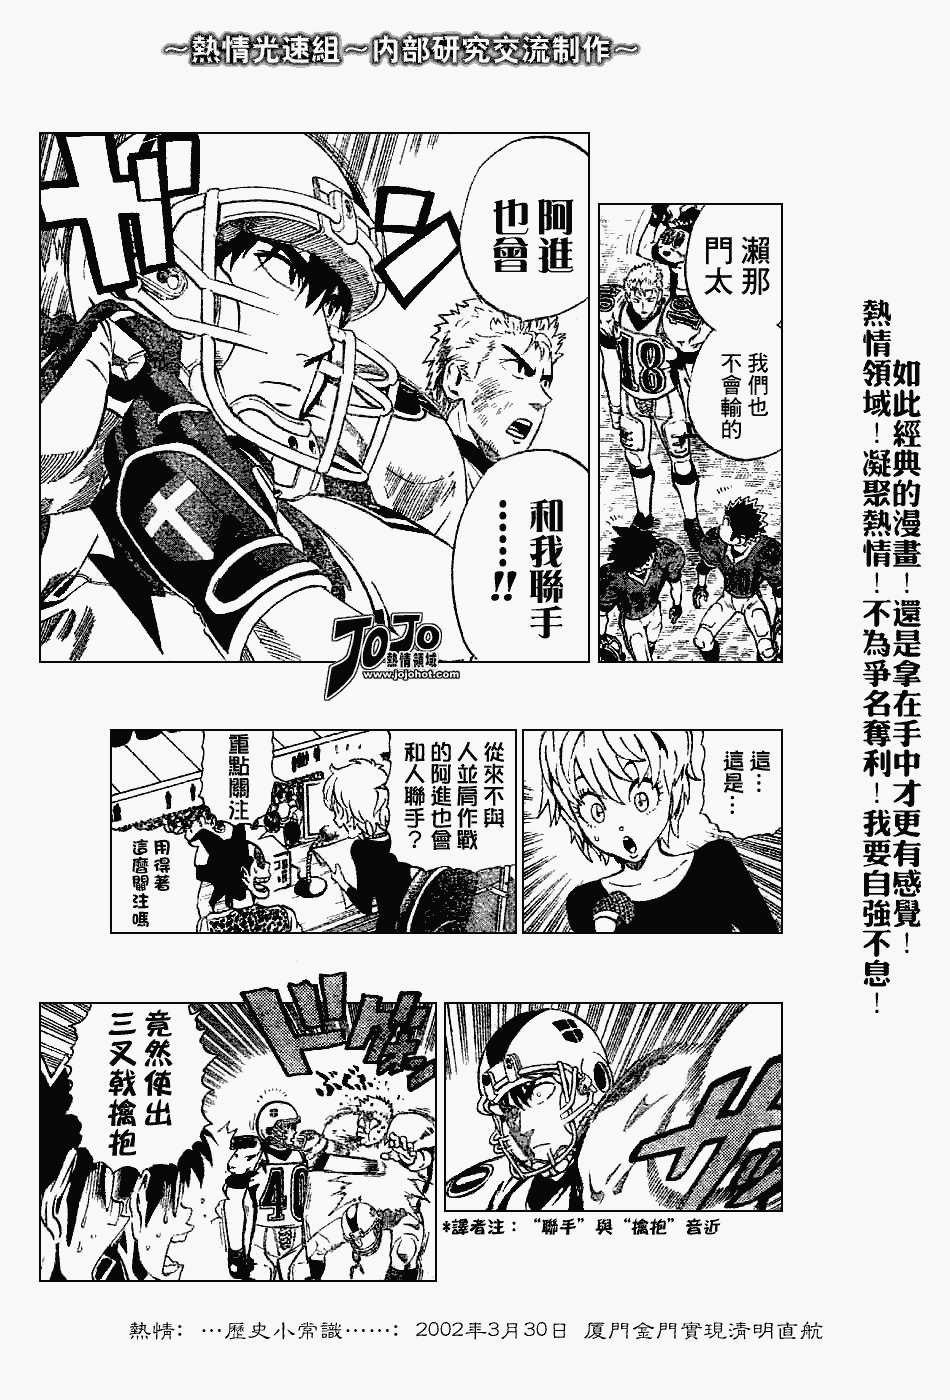 ～熱情光速組～内部研究交流制作～
瀨那
門太
我們也
不會輸的
阿進
也會
和我聯手
……!!
如此經典的漫畫！還是拿在手中才更有感覺！
熱情領域！凝聚熱情！不為爭名奪利！我要自強不息！
JOJO
熱情領域
www.jojohot.com
這…
這是…
從來不與
人並肩作戰
的阿進也會
和人聯手？
重點關注
用得著
這麼關注嗎
竟然使出
三叉戟擒抱
ぶぐふ
*譯者注：“聯手”與“擒抱”音近
熱情：…歷史小常識……：2002年3月30日 厦門金門實現清明直航